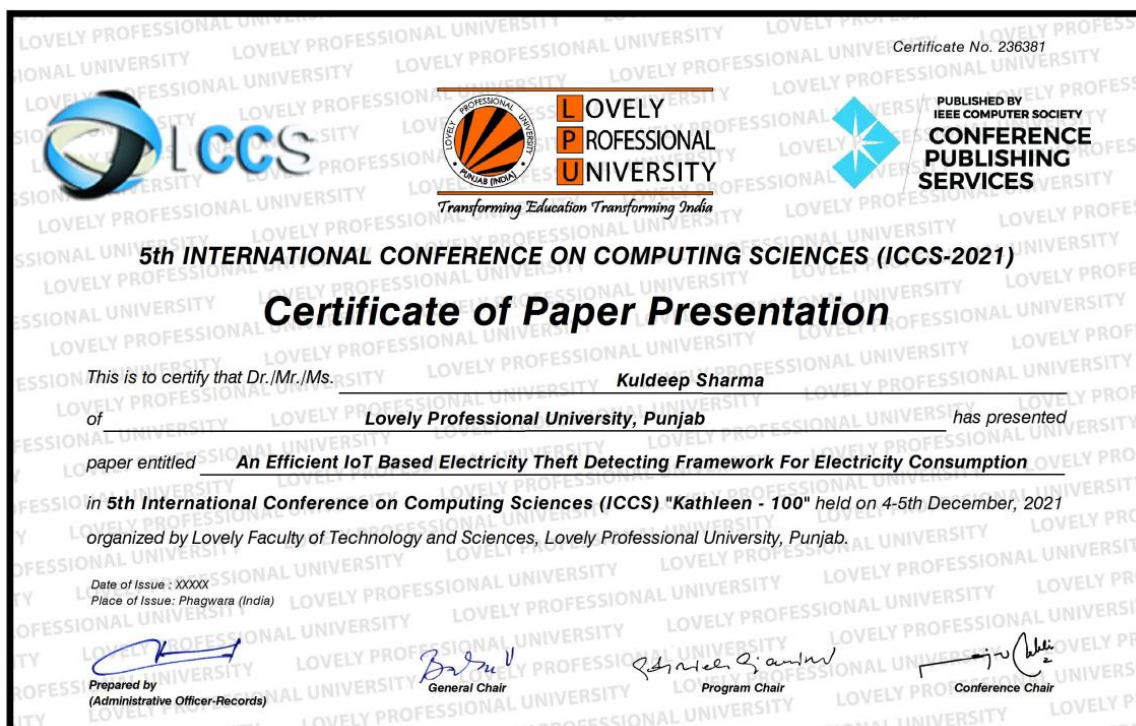 Certificate No. 236381
ICCS
LOVELY
PROFESSIONAL
UNIVERSITY
LOVELY PROFESSIONAL UNIVERSITY
PUNJAB (INDIA)
Transforming Education Transforming India
PUBLISHED BY
IEEE COMPUTER SOCIETY
CONFERENCE
PUBLISHING
SERVICES
5th INTERNATIONAL CONFERENCE ON COMPUTING SCIENCES (ICCS-2021)
Certificate of Paper Presentation
This is to certify that Dr./Mr./Ms. Kuldeep Sharma
of Lovely Professional University, Punjab has presented
paper entitled An Efficient IoT Based Electricity Theft Detecting Framework For Electricity Consumption
in 5th International Conference on Computing Sciences (ICCS) "Kathleen - 100" held on 4-5th December, 2021
organized by Lovely Faculty of Technology and Sciences, Lovely Professional University, Punjab.
Date of Issue : XXXXX
Place of Issue: Phagwara (India)
Prepared by
(Administrative Officer-Records)
General Chair
Program Chair
Conference Chair